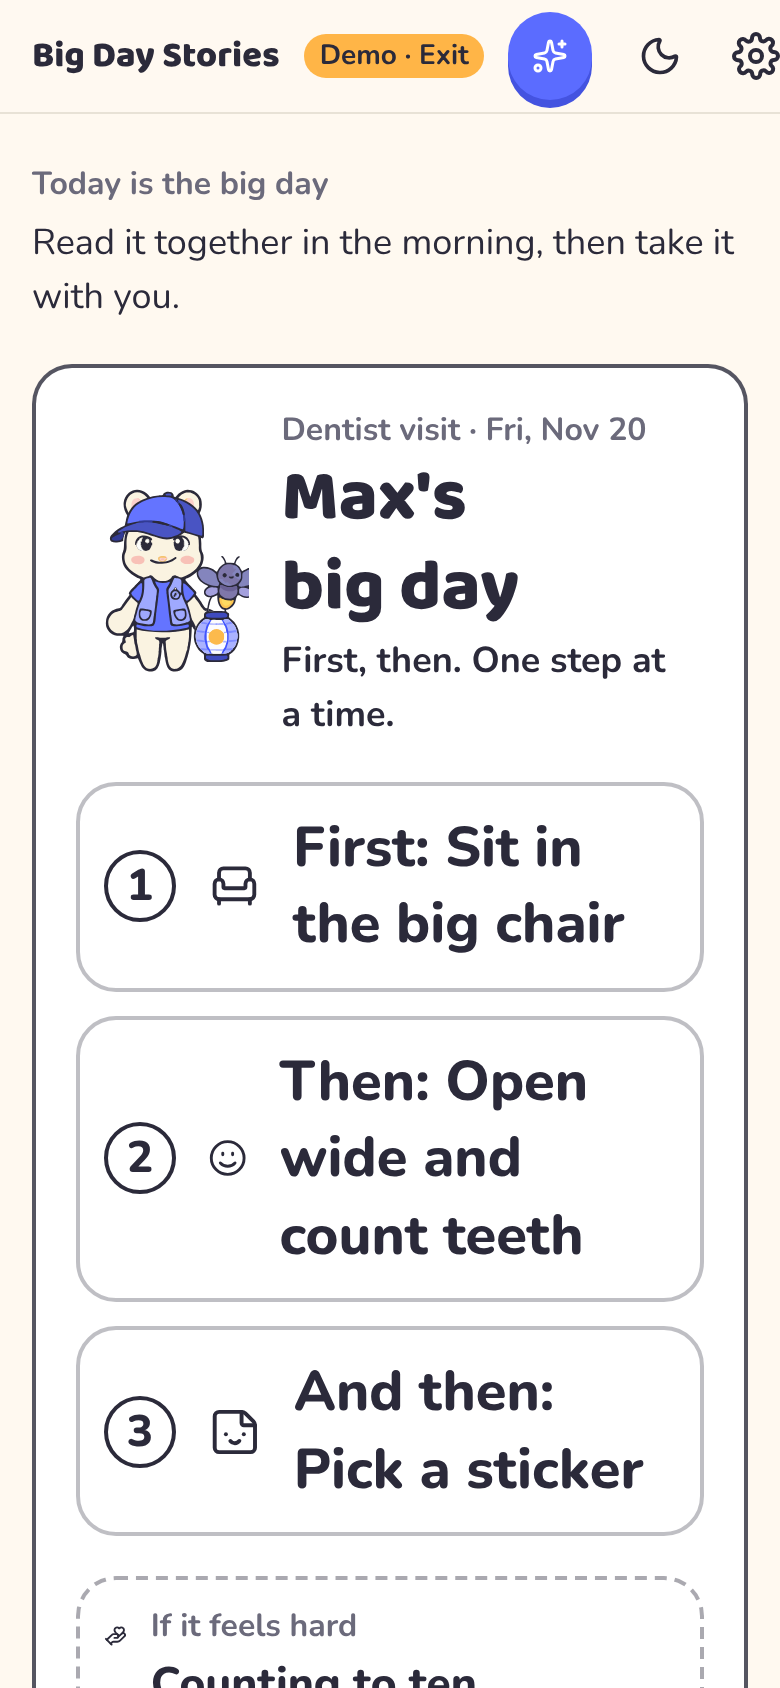 Big Day Stories
Demo · Exit
Today is the big day
Read it together in the morning, then take it
with you.
Dentist visit · Fri, Nov 20
Max's
big day
First, then. One step at
a time.
1
First: Sit in
the big chair
2
Then: Open
wide and
count teeth
3
And then:
Pick a sticker
If it feels hard
Counting to ten